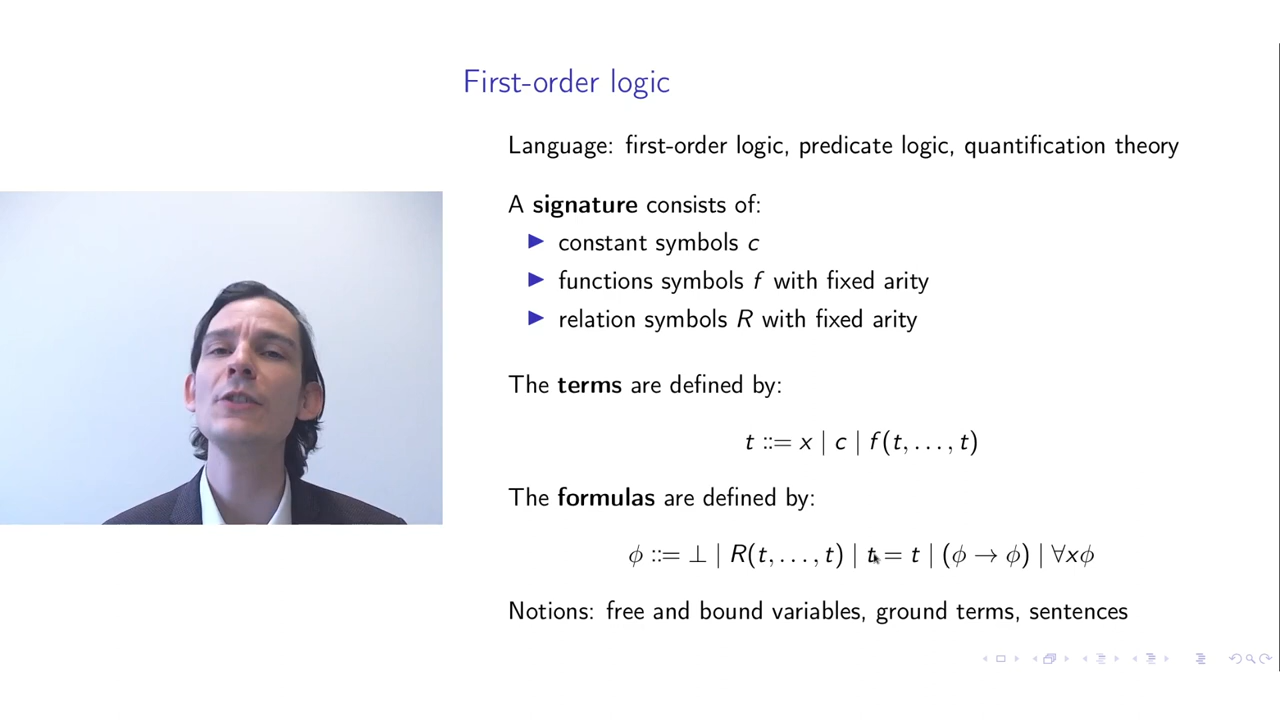 First-order logic
Language: first-order logic, predicate logic, quantification theory
A signature consists of:
▶ constant symbols c
▶ functions symbols f with fixed arity
▶ relation symbols R with fixed arity
The terms are defined by:
t ::= x | c | f(t, . . . , t)
The formulas are defined by:
ϕ ::= ⊥ | R(t, . . . , t) | t = t | (ϕ → ϕ) | ∀xϕ
Notions: free and bound variables, ground terms, sentences